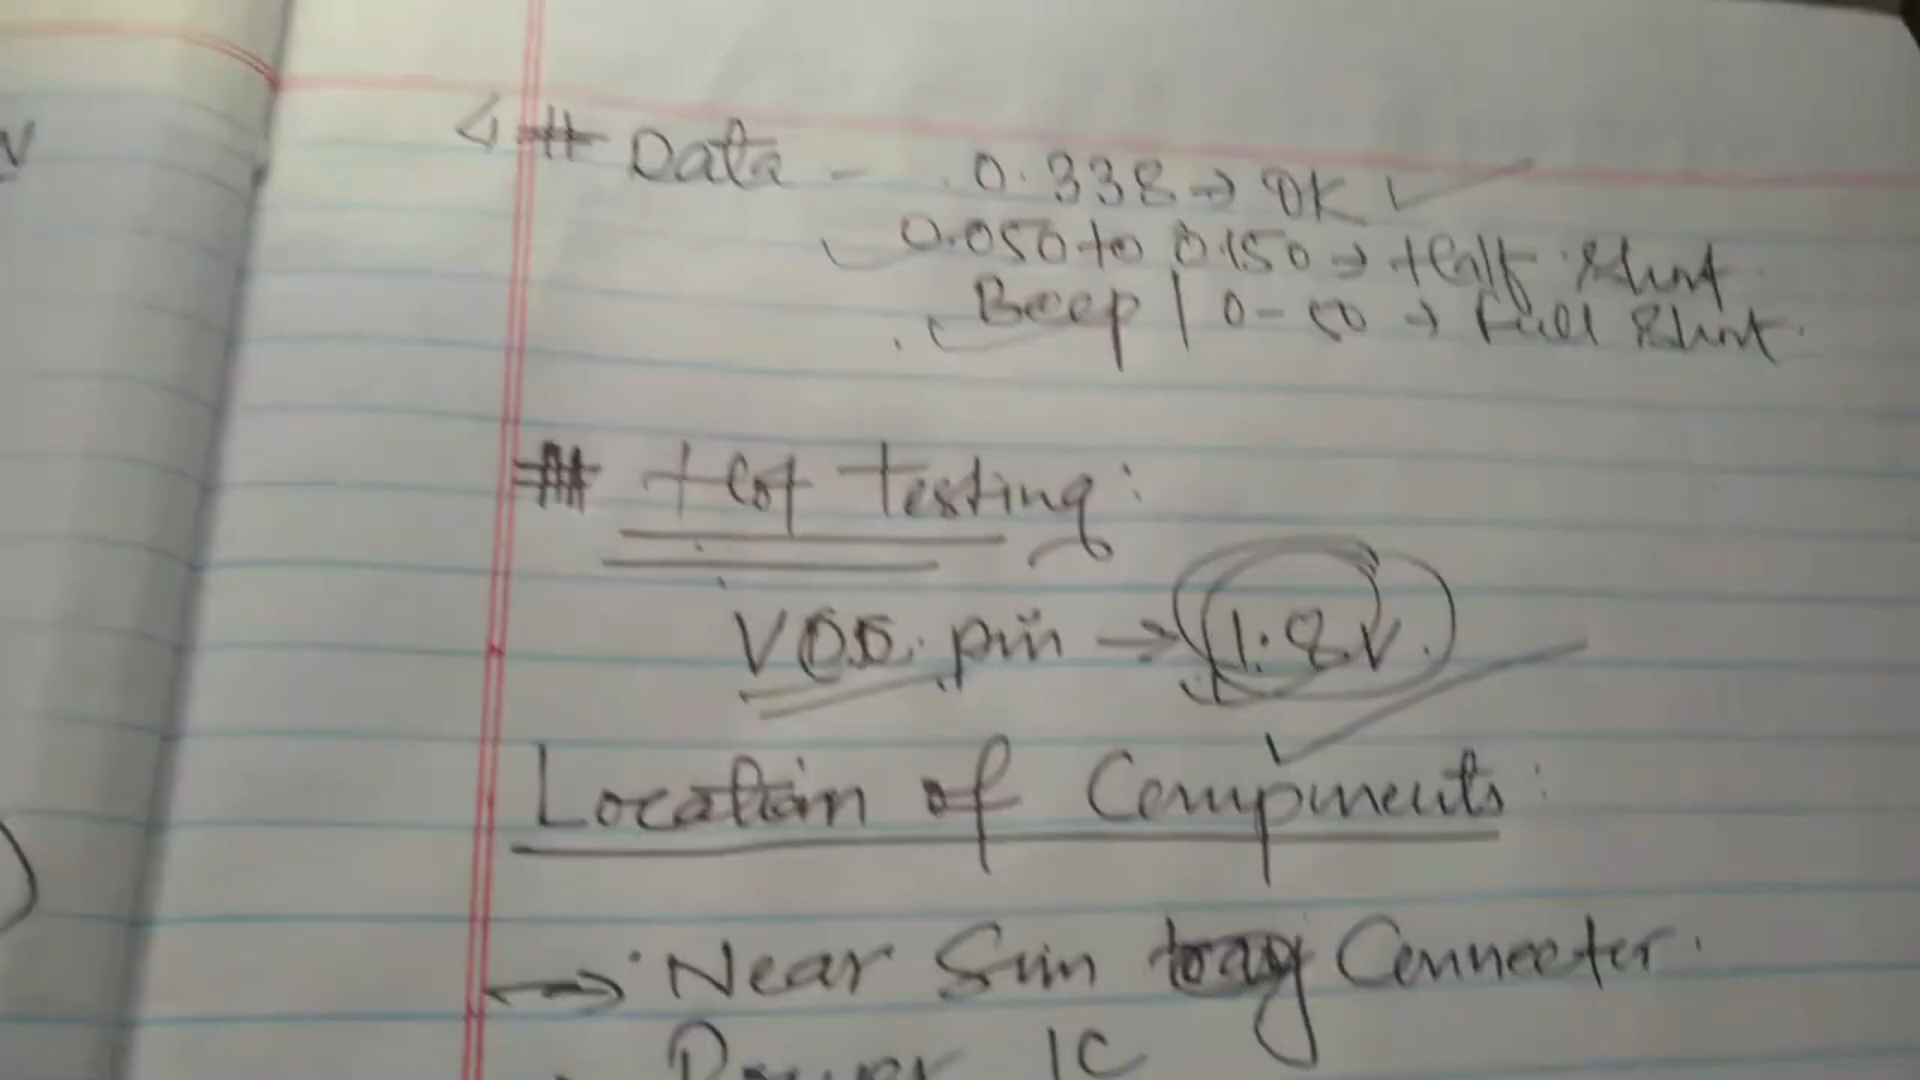 # Data - 0.338 → OK ✓
0.050 to 0.150 → Half Short.
Beep | 0-50 → Full Short.
# Hot Testing:
VDD. pin → 1.8V.
Location of Components:
→ Near Sim tray Connecter.
Power IC